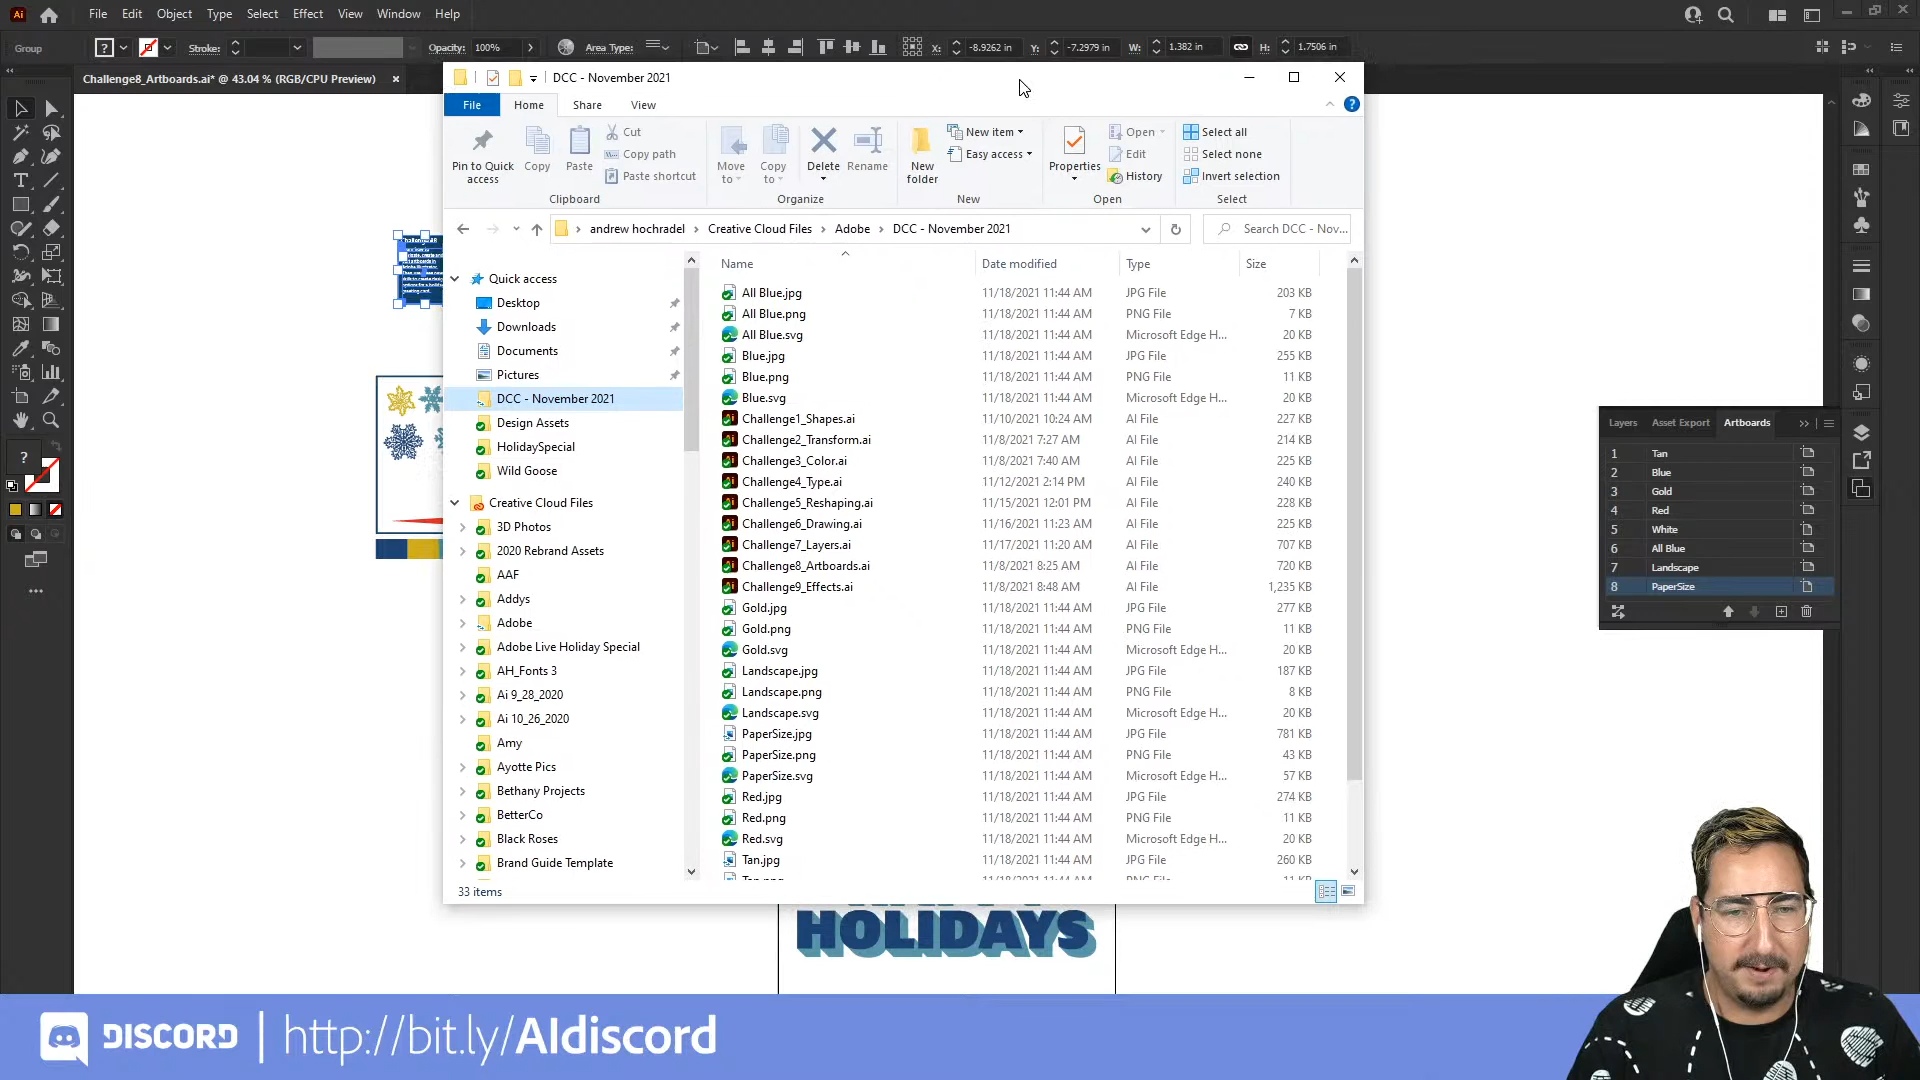 Ai File Edit Object Type Select Effect View Window Help
Group ? Stroke: Opacity: 100% Area Type: X: -8.9262 in Y: -7.2979 in W: 1.382 in H: 1.7506 in
Challenge8_Artboards.ai* @ 43.04 % (RGB/CPU Preview) ×
DCC - November 2021
File Home Share View
Pin to Quick access
Copy
Paste
Cut
Copy path
Paste shortcut
Clipboard
Move to
Copy to
Delete
Rename
Organize
New folder
New item
Easy access
New
Properties
Open
Edit
History
Open
Select all
Select none
Invert selection
Select
andrew hochradel > Creative Cloud Files > Adobe > DCC - November 2021
Search DCC - Nov...
Quick access
Desktop
Downloads
Documents
Pictures
DCC - November 2021
Design Assets
HolidaySpecial
Wild Goose
Creative Cloud Files
3D Photos
2020 Rebrand Assets
AAF
Addys
Adobe
Adobe Live Holiday Special
AH_Fonts 3
Ai 9_28_2020
Ai 10_26_2020
Amy
Ayotte Pics
Bethany Projects
BetterCo
Black Roses
Brand Guide Template
Name Date modified Type Size
All Blue.jpg 11/18/2021 11:44 AM JPG File 203 KB
All Blue.png 11/18/2021 11:44 AM PNG File 7 KB
All Blue.svg 11/18/2021 11:44 AM Microsoft Edge H... 20 KB
Blue.jpg 11/18/2021 11:44 AM JPG File 255 KB
Blue.png 11/18/2021 11:44 AM PNG File 11 KB
Blue.svg 11/18/2021 11:44 AM Microsoft Edge H... 20 KB
Challenge1_Shapes.ai 11/10/2021 10:24 AM AI File 227 KB
Challenge2_Transform.ai 11/8/2021 7:27 AM AI File 214 KB
Challenge3_Color.ai 11/8/2021 7:40 AM AI File 225 KB
Challenge4_Type.ai 11/12/2021 2:14 PM AI File 240 KB
Challenge5_Reshaping.ai 11/15/2021 12:01 PM AI File 228 KB
Challenge6_Drawing.ai 11/16/2021 11:23 AM AI File 225 KB
Challenge7_Layers.ai 11/17/2021 11:20 AM AI File 707 KB
Challenge8_Artboards.ai 11/8/2021 8:25 AM AI File 720 KB
Challenge9_Effects.ai 11/8/2021 8:48 AM AI File 1,235 KB
Gold.jpg 11/18/2021 11:44 AM JPG File 277 KB
Gold.png 11/18/2021 11:44 AM PNG File 11 KB
Gold.svg 11/18/2021 11:44 AM Microsoft Edge H... 20 KB
Landscape.jpg 11/18/2021 11:44 AM JPG File 187 KB
Landscape.png 11/18/2021 11:44 AM PNG File 8 KB
Landscape.svg 11/18/2021 11:44 AM Microsoft Edge H... 20 KB
PaperSize.jpg 11/18/2021 11:44 AM JPG File 781 KB
PaperSize.png 11/18/2021 11:44 AM PNG File 43 KB
PaperSize.svg 11/18/2021 11:44 AM Microsoft Edge H... 57 KB
Red.jpg 11/18/2021 11:44 AM JPG File 274 KB
Red.png 11/18/2021 11:44 AM PNG File 11 KB
Red.svg 11/18/2021 11:44 AM Microsoft Edge H... 20 KB
Tan.jpg 11/18/2021 11:44 AM JPG File 260 KB
33 items
Layers Asset Export Artboards
1 Tan
2 Blue
3 Gold
4 Red
5 White
6 All Blue
7 Landscape
8 PaperSize
HOLIDAYS
DISCORD | http://bit.ly/AIdiscord